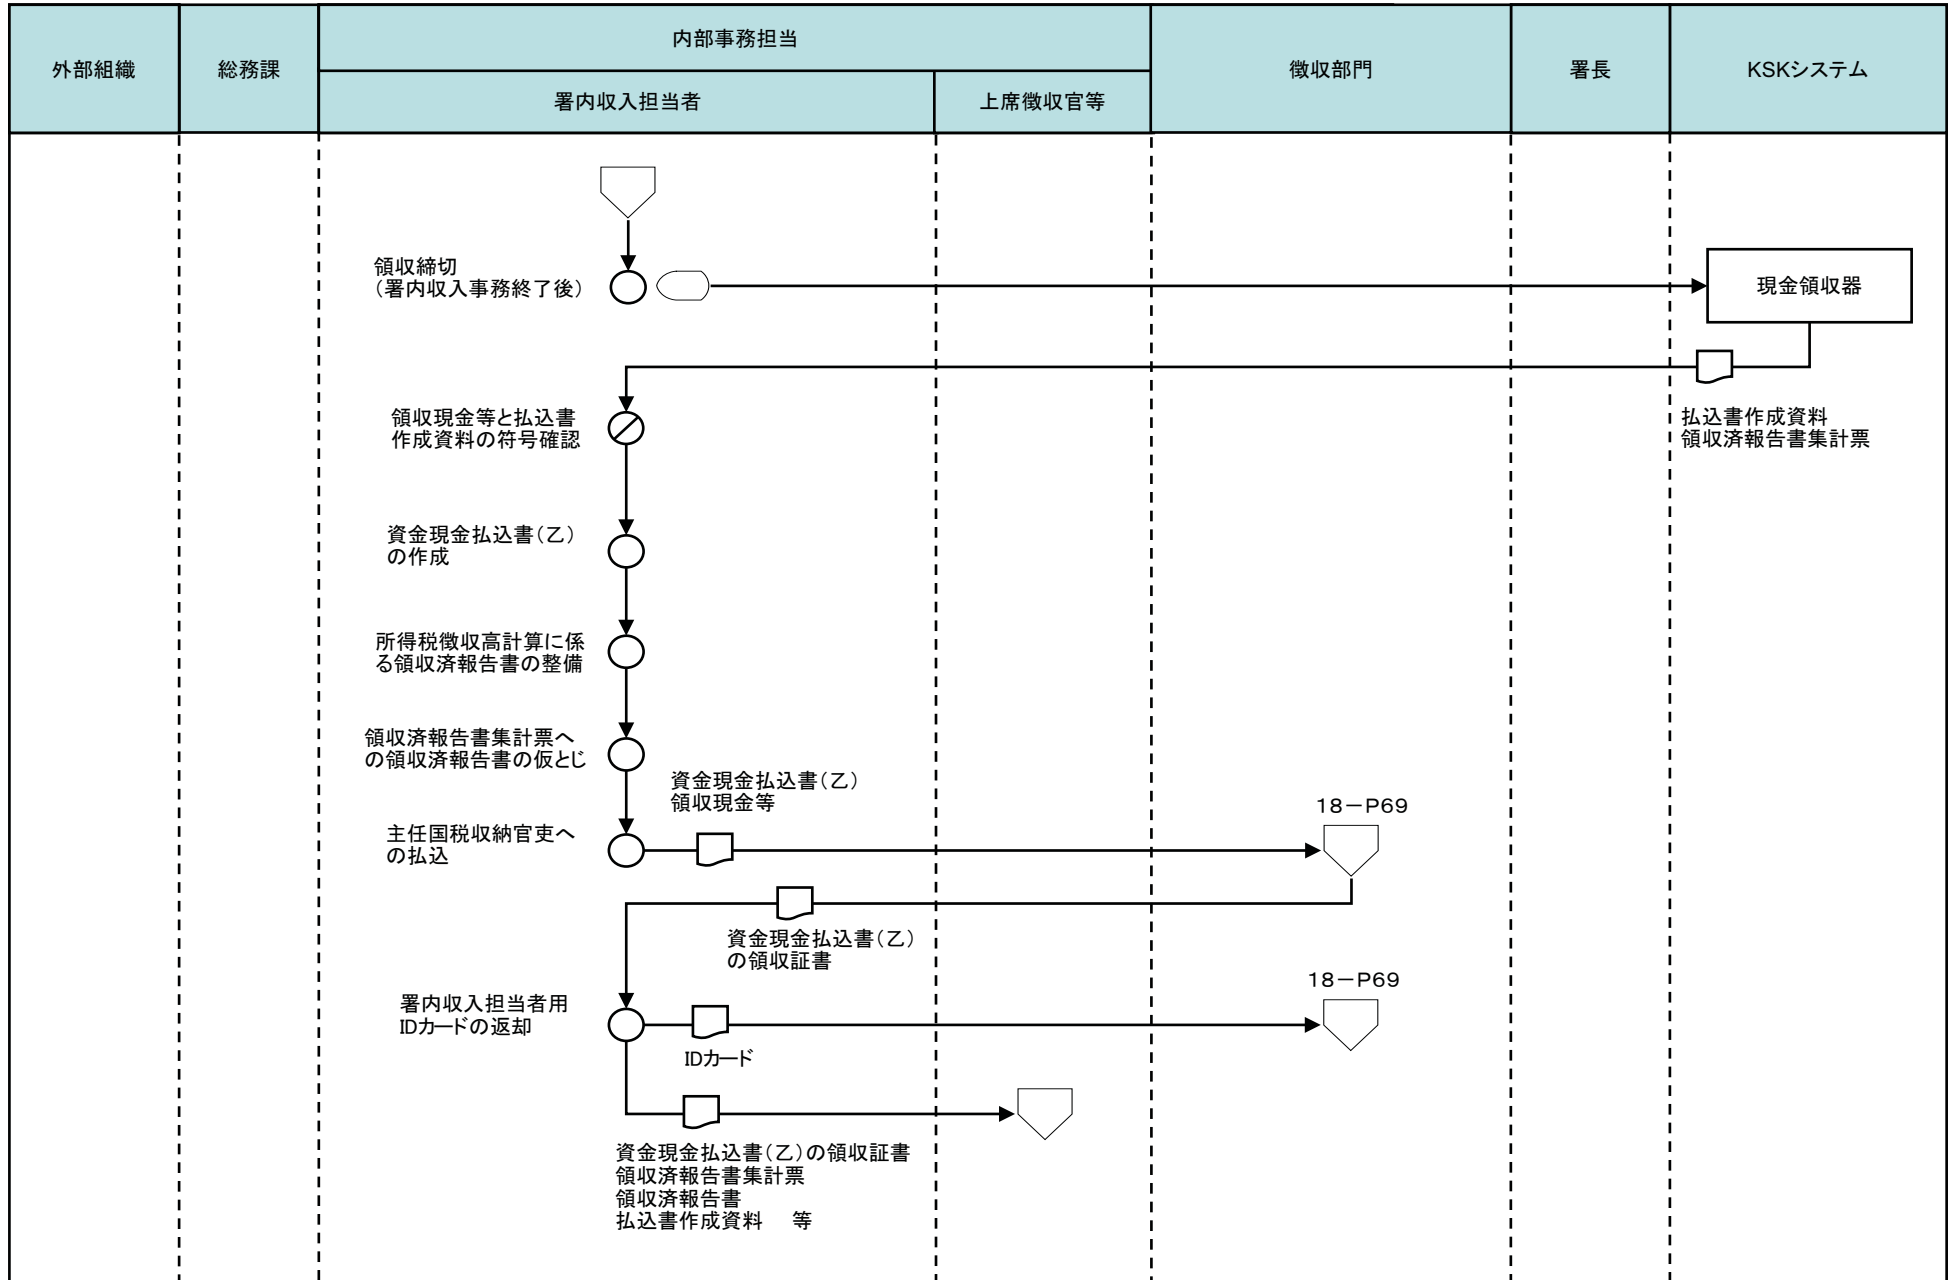 外部組織
総務課
内部事務担当
署内収入担当者
上席徴収官等
徴収部門
署長
KSKシステム
領収締切
（署内収入事務終了後）
現金領収器
払込書作成資料
領収済報告書集計票
領収現金等と払込書
作成資料の符号確認
資金現金払込書（乙）
の作成
所得税徴収高計算に係
る領収済報告書の整備
領収済報告書集計票へ
の領収済報告書の仮とじ
資金現金払込書（乙）
領収現金等
18－P69
主任国税収納官吏へ
の払込
資金現金払込書（乙）
の領収証書
18－P69
署内収入担当者用
IDカードの返却
IDカード
資金現金払込書（乙）の領収証書
領収済報告書集計票
領収済報告書
払込書作成資料　等